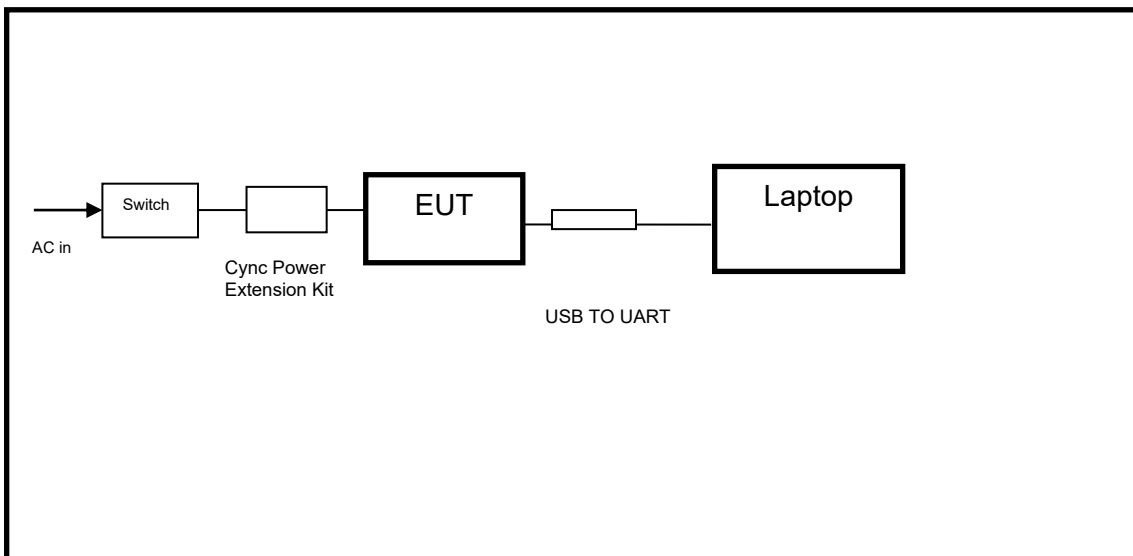 Switch
EUT
Laptop
AC in
Cync Power
Extension Kit
USB TO UART